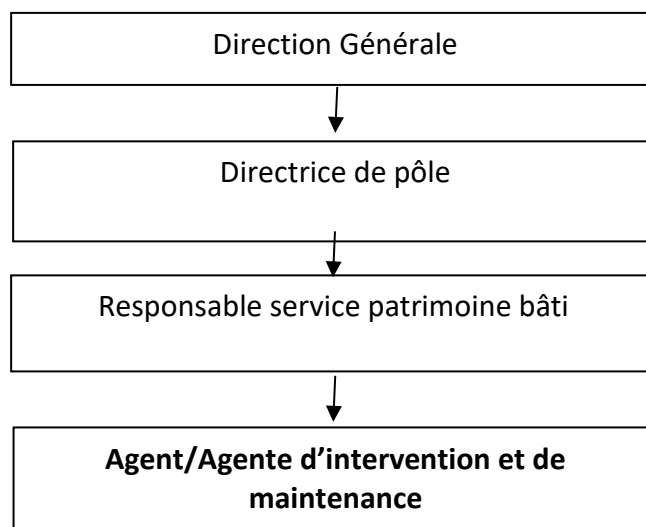 Direction Générale
Directrice de pôle
Responsable service patrimoine bâti
Agent/Agente d’intervention et de
maintenance